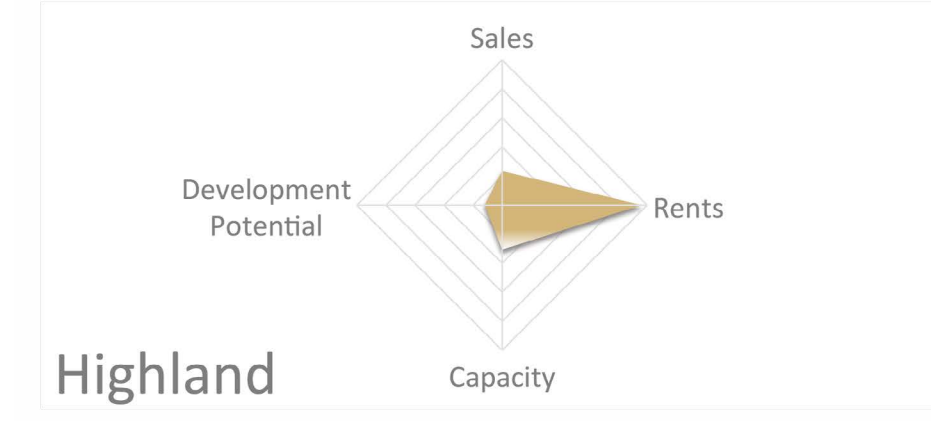 Sales
Development
Potential
Rents
Highland
Capacity